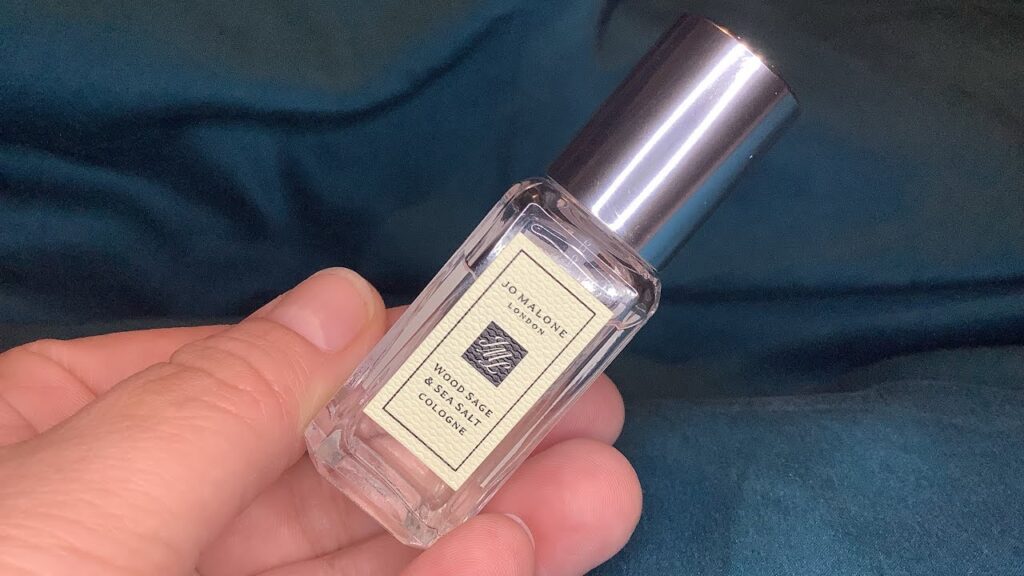 JO MALONE
LONDON
WOOD SAGE
& SEA SALT
COLOGNE